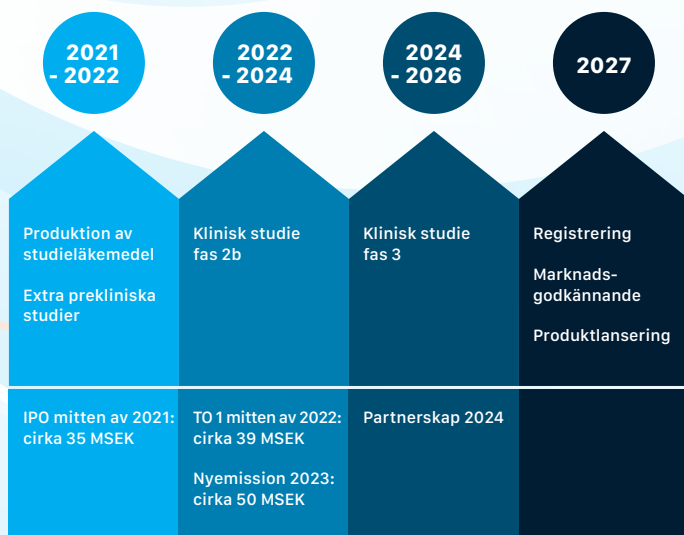 2021
- 2022
2022
- 2024
2024
- 2026
2027
Produktion av
studieläkemedel
Extra prekliniska
studier
Klinisk studie
fas 2b
Klinisk studie
fas 3
Registrering
Marknads-
godkännande
Produktlansering
IPO mitten av 2021:
cirka 35 MSEK
TO 1 mitten av 2022:
cirka 39 MSEK
Nyemission 2023:
cirka 50 MSEK
Partnerskap 2024